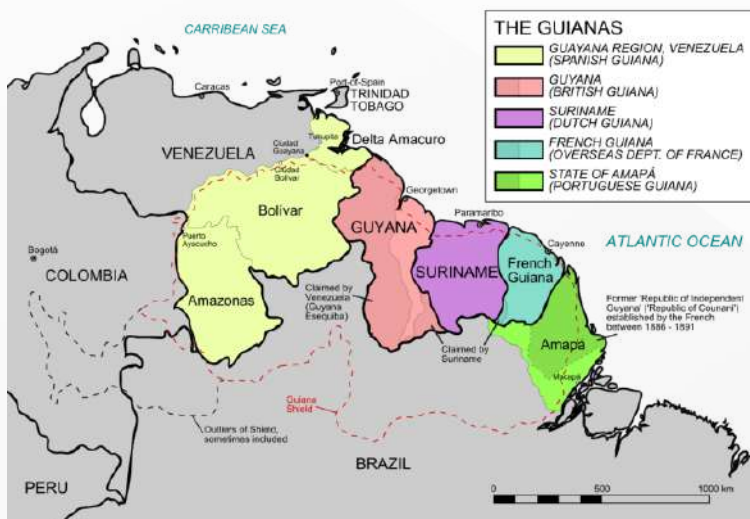 CARRIBEAN SEA
THE GUIANAS
GUAYANA REGION, VENEZUELA
(SPANISH GUIANA)
GUYANA
(BRITISH GUIANA)
SURINAME
(DUTCH GUIANA)
FRENCH GUIANA
(OVERSEAS DEPT. OF FRANCE)
STATE OF AMAPÁ
(PORTUGUESE GUIANA)
Caracas
Port-of-Spain
TRINIDAD
TOBAGO
Tucupita
Delta Amacuro
Ciudad
Guayana
VENEZUELA
Ciudad
Bolívar
Bolívar
Georgetown
GUYANA
Paramaribo
Puerto
Ayacucho
Cayenne
ATLANTIC OCEAN
Bogotá
COLOMBIA
SURINAME
French
Guiana
Amazonas
Claimed by
Venezuela
(Guyana
Esequiba)
Former 'Republic of Independent
Guyana' ('Republic of Counani')
established by the French
between 1886 - 1891
Claimed by
Suriname
Amapá
Macapá
Guiana
Shield
Outliers of Shield,
sometimes included
BRAZIL
PERU
0 500 1000 km